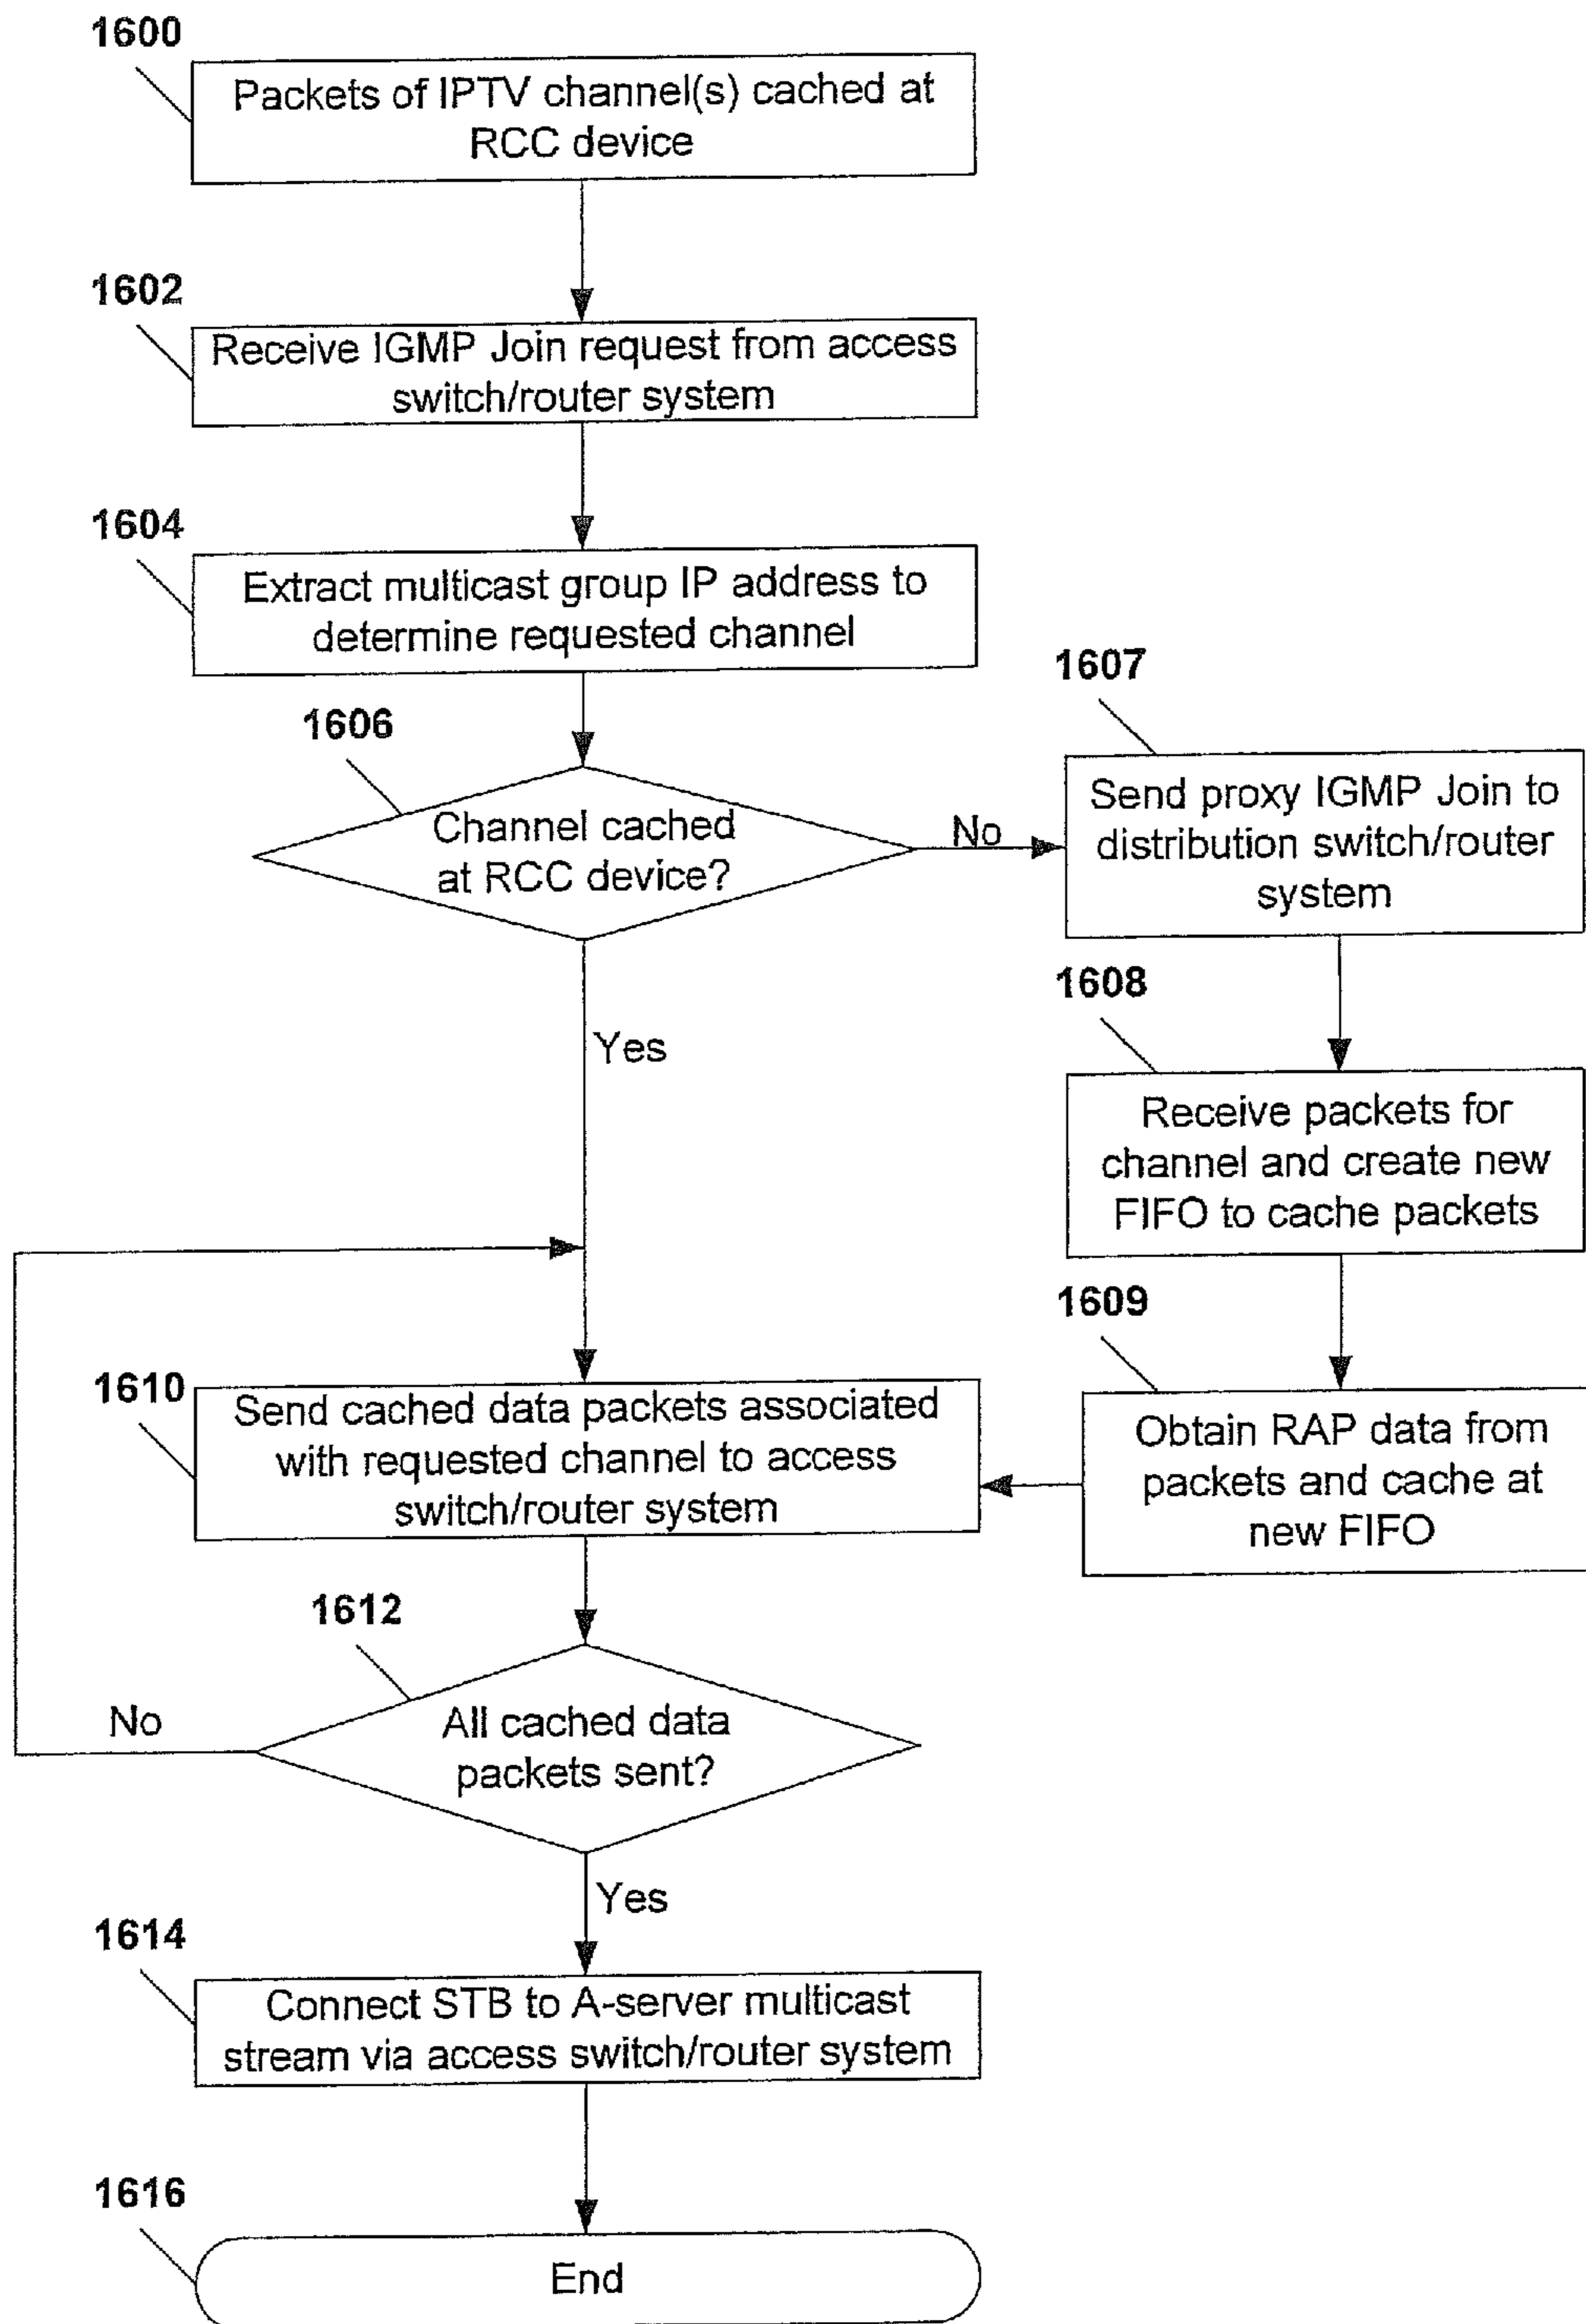 1600
Packets of IPTV channel(s) cached at
RCC device
1602
Receive IGMP Join request from access
switch/router system
1604
Extract multicast group IP address to
determine requested channel
1606
Channel cached
at RCC device?
No
Yes
1607
Send proxy IGMP Join to
distribution switch/router
system
1608
Receive packets for
channel and create new
FIFO to cache packets
1609
Obtain RAP data from
packets and cache at
new FIFO
1610
Send cached data packets associated
with requested channel to access
switch/router system
1612
All cached data
packets sent?
No
Yes
1614
Connect STB to A-server multicast
stream via access switch/router system
1616
End